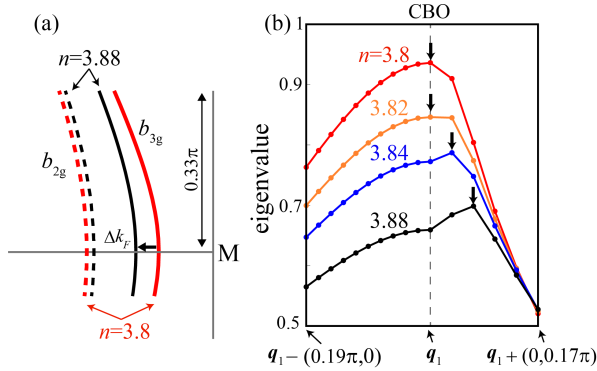 (a)
n=3.88
b2g
b3g
0.33π
ΔkF
M
n=3.8
(b)
CBO
eigenvalue
1
0.9
0.7
0.5
n=3.8
3.82
3.84
3.88
q1−(0.19π,0)
q1
q1+(0,0.17π)